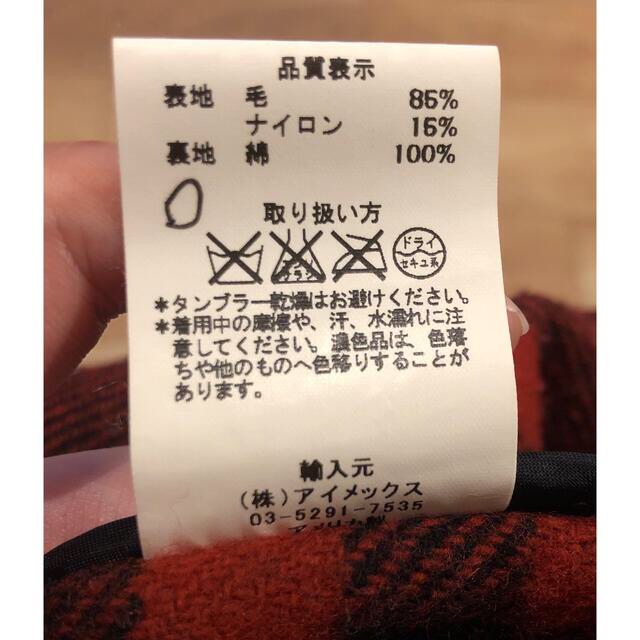 品質表示
表地 毛 85%
ナイロン 15%
裏地 綿 100%
取り扱い方
ドライ
セキユ系
*タンブラー乾燥はお避けください。
*着用中の摩擦や、汗、水濡れに注
意してください。濃色品は、色落
ちや他のものへ色移りすることが
あります。
輸入元
(株)アイメックス
03-5291-7535
アメリカ製